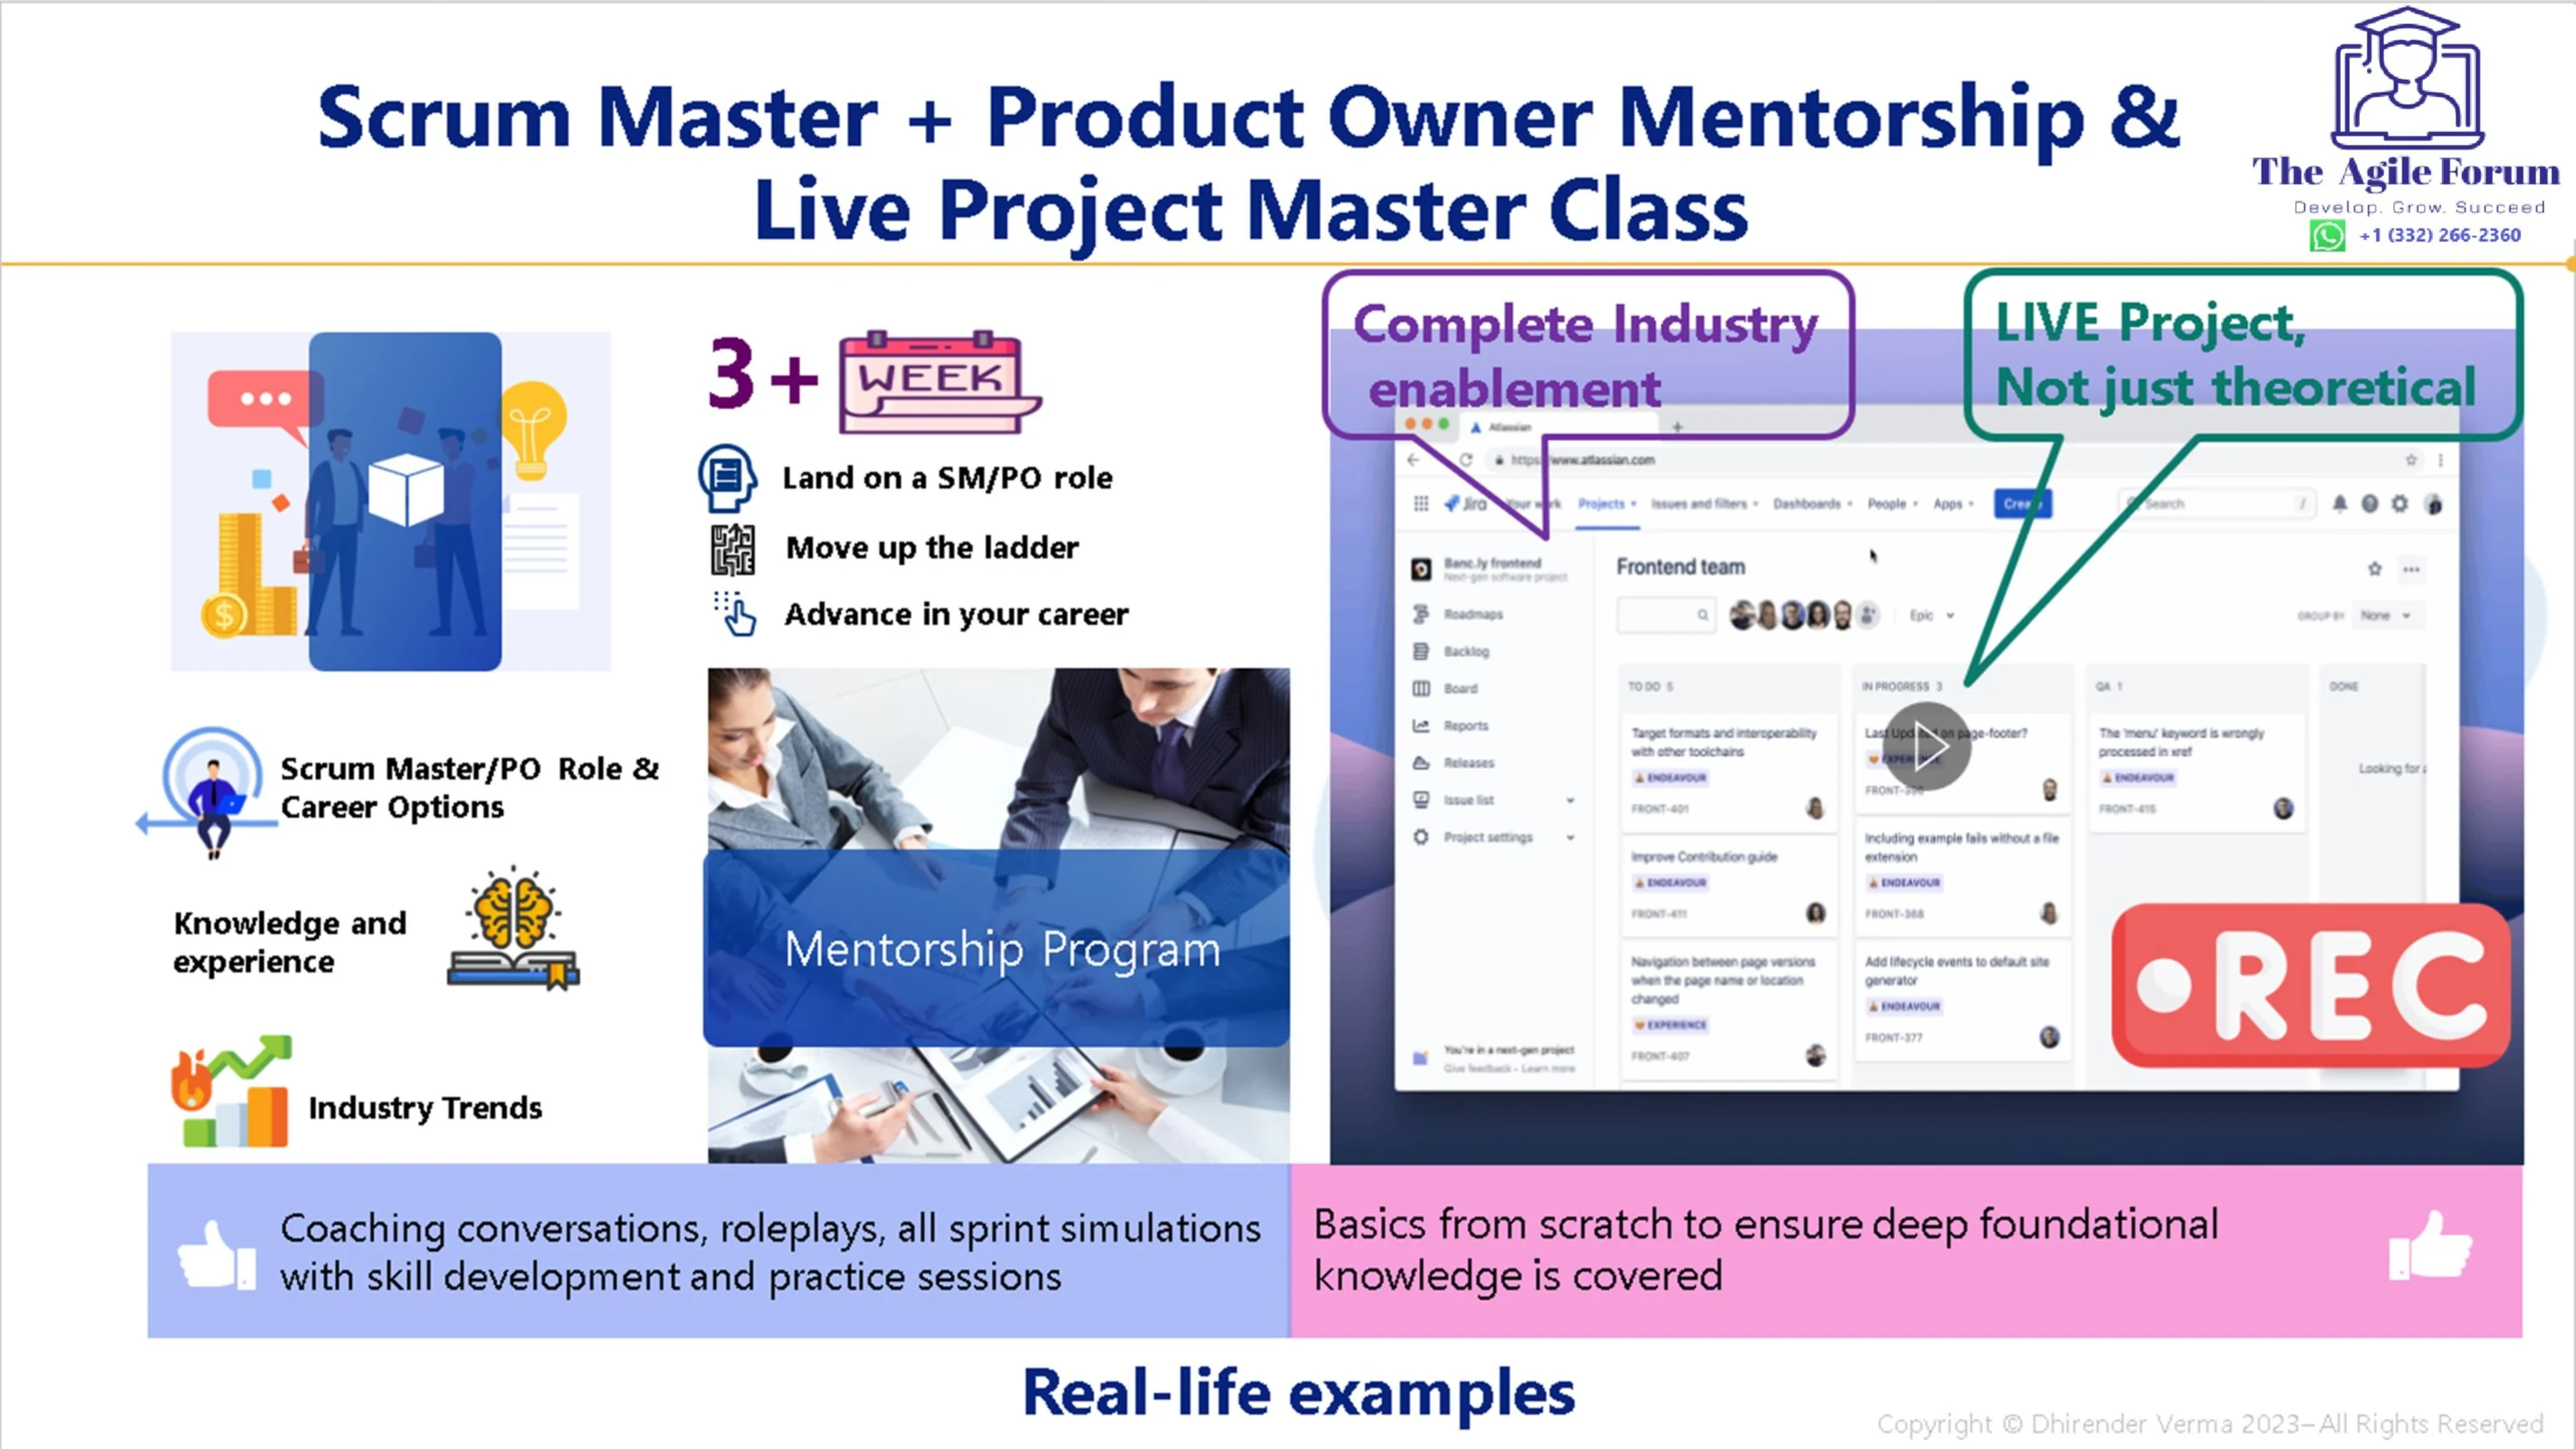 Scrum Master + Product Owner Mentorship &
Live Project Master Class
The Agile Forum
Develop. Grow. Succeed
+1 (332) 266-2360
3+ WEEK
Land on a SM/PO role
Move up the ladder
Advance in your career
Scrum Master/PO Role &
Career Options
Knowledge and
experience
Industry Trends
Mentorship Program
Complete Industry
enablement
LIVE Project,
Not just theoretical
Atlassian
www.atlassian.com
Jira
Projects
Issues and filters
Dashboards
People
Apps
Search
Banc.ly frontend
Next-gen software project
Roadmaps
Backlog
Board
Reports
Releases
Issue list
Project settings
You're in a next-gen project
Give feedback - Learn more
Frontend team
Epic
GROUP BY None
TO DO 5
Target formats and interoperability
with other toolchains
ENDEAVOUR
FRONT-401
Improve Contribution guide
ENDEAVOUR
FRONT-411
Navigation between page versions
when the page name or location
changed
EXPERIENCE
FRONT-407
IN PROGRESS 3
Last on page-footer?
Including example fails without a file
extension
ENDEAVOUR
FRONT-368
Add lifecycle events to default site
generator
ENDEAVOUR
FRONT-377
QA 1
The 'menu' keyword is wrongly
processed in xref
ENDEAVOUR
FRONT-415
DONE
Looking for
REC
Coaching conversations, roleplays, all sprint simulations
with skill development and practice sessions
Basics from scratch to ensure deep foundational
knowledge is covered
Real-life examples
Copyright © Dhirender Verma 2023–All Rights Reserved